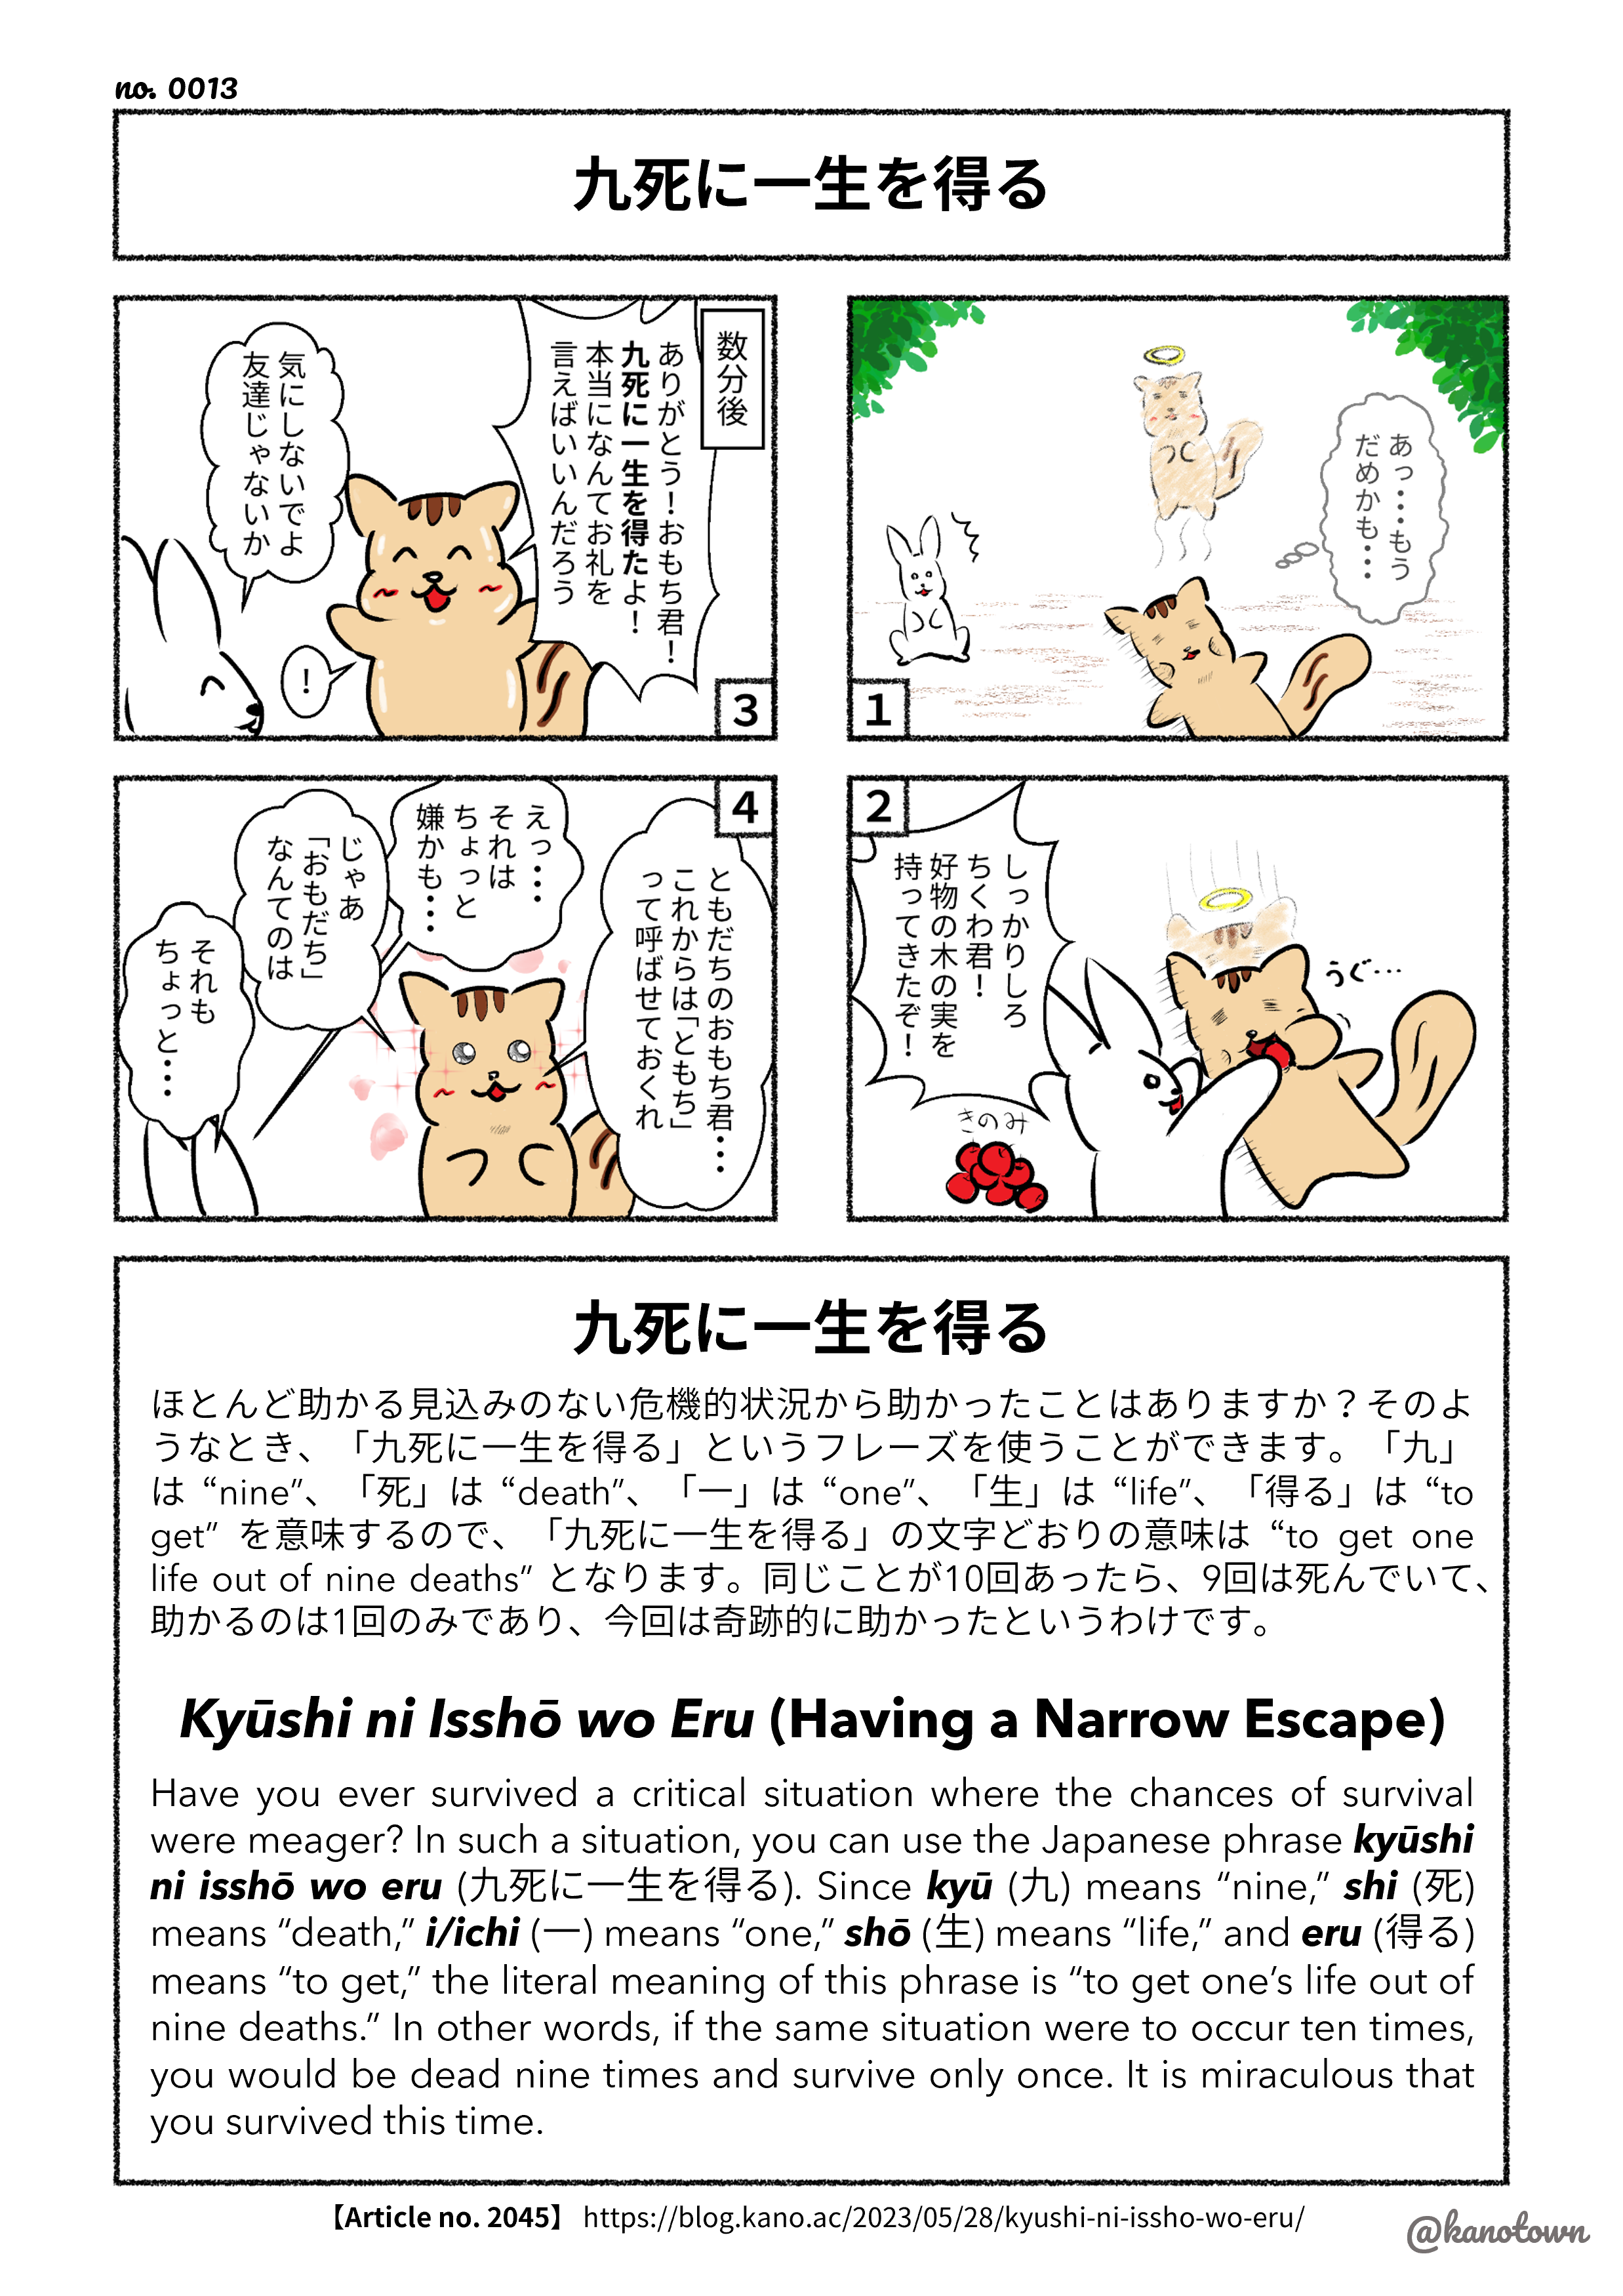 no. 0013
九死に一生を得る
あっ…もう
だめかも…
1
2
しっかりしろ
ちくわ君！
好物の木の実を
持ってきたぞ！
うぐ…
きのみ
数分後
ありがとう！おもち君！
九死に一生を得たよ！
本当になんてお礼を
言えばいいんだろう
気にしないでよ
友達じゃないか
！
3
4
ともだちのおもち君…
これからは「ともち」
って呼ばせておくれ
えっ…
それは
ちょっと
嫌かも…
じゃあ
「おもだち」
なんてのは
それも
ちょっと…
九死に一生を得る
ほとんど助かる見込みのない危機的状況から助かったことはありますか？そのよ
うなとき、「九死に一生を得る」というフレーズを使うことができます。「九」
は “nine”、「死」は “death”、「一」は “one”、「生」は “life”、「得る」は “to
get” を意味するので、「九死に一生を得る」の文字どおりの意味は “to get one
life out of nine deaths” となります。同じことが10回あったら、9回は死んでいて、
助かるのは1回のみであり、今回は奇跡的に助かったというわけです。
Kyūshi ni Isshō wo Eru (Having a Narrow Escape)
Have you ever survived a critical situation where the chances of survival
were meager? In such a situation, you can use the Japanese phrase kyūshi
ni isshō wo eru (九死に一生を得る). Since kyū (九) means “nine,” shi (死)
means “death,” i/ichi (一) means “one,” shō (生) means “life,” and eru (得る)
means “to get,” the literal meaning of this phrase is “to get one’s life out of
nine deaths.” In other words, if the same situation were to occur ten times,
you would be dead nine times and survive only once. It is miraculous that
you survived this time.
【Article no. 2045】 https://blog.kano.ac/2023/05/28/kyushi-ni-issho-wo-eru/
@kanotown